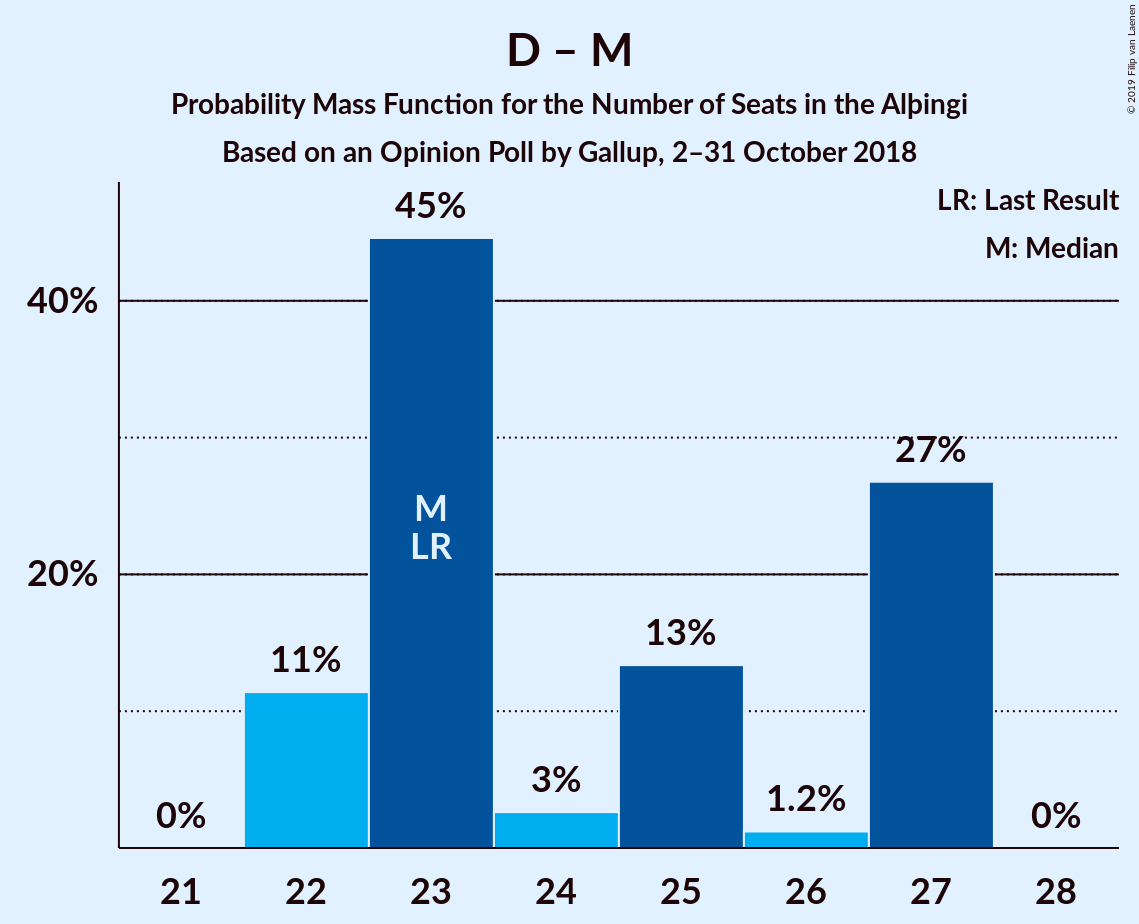 D – M
Probability Mass Function for the Number of Seats in the Alþingi
Based on an Opinion Poll by Gallup, 2–31 October 2018
© 2019 Filip van Laenen
LR: Last Result
M: Median
40%
20%
0%
11%
45%
M
LR
3%
13%
1.2%
27%
0%
21 22 23 24 25 26 27 28